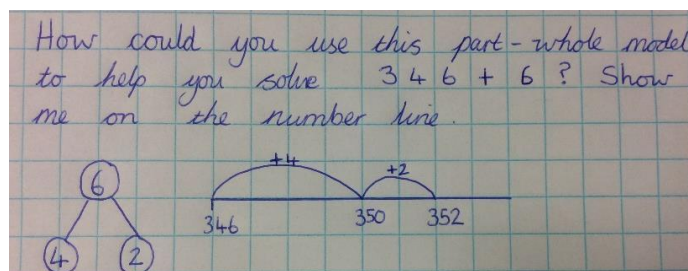 How could you use this part-whole model
to help you solve 346 + 6? Show
me on the number line.
+4 +2
6
346 350 352
4 2